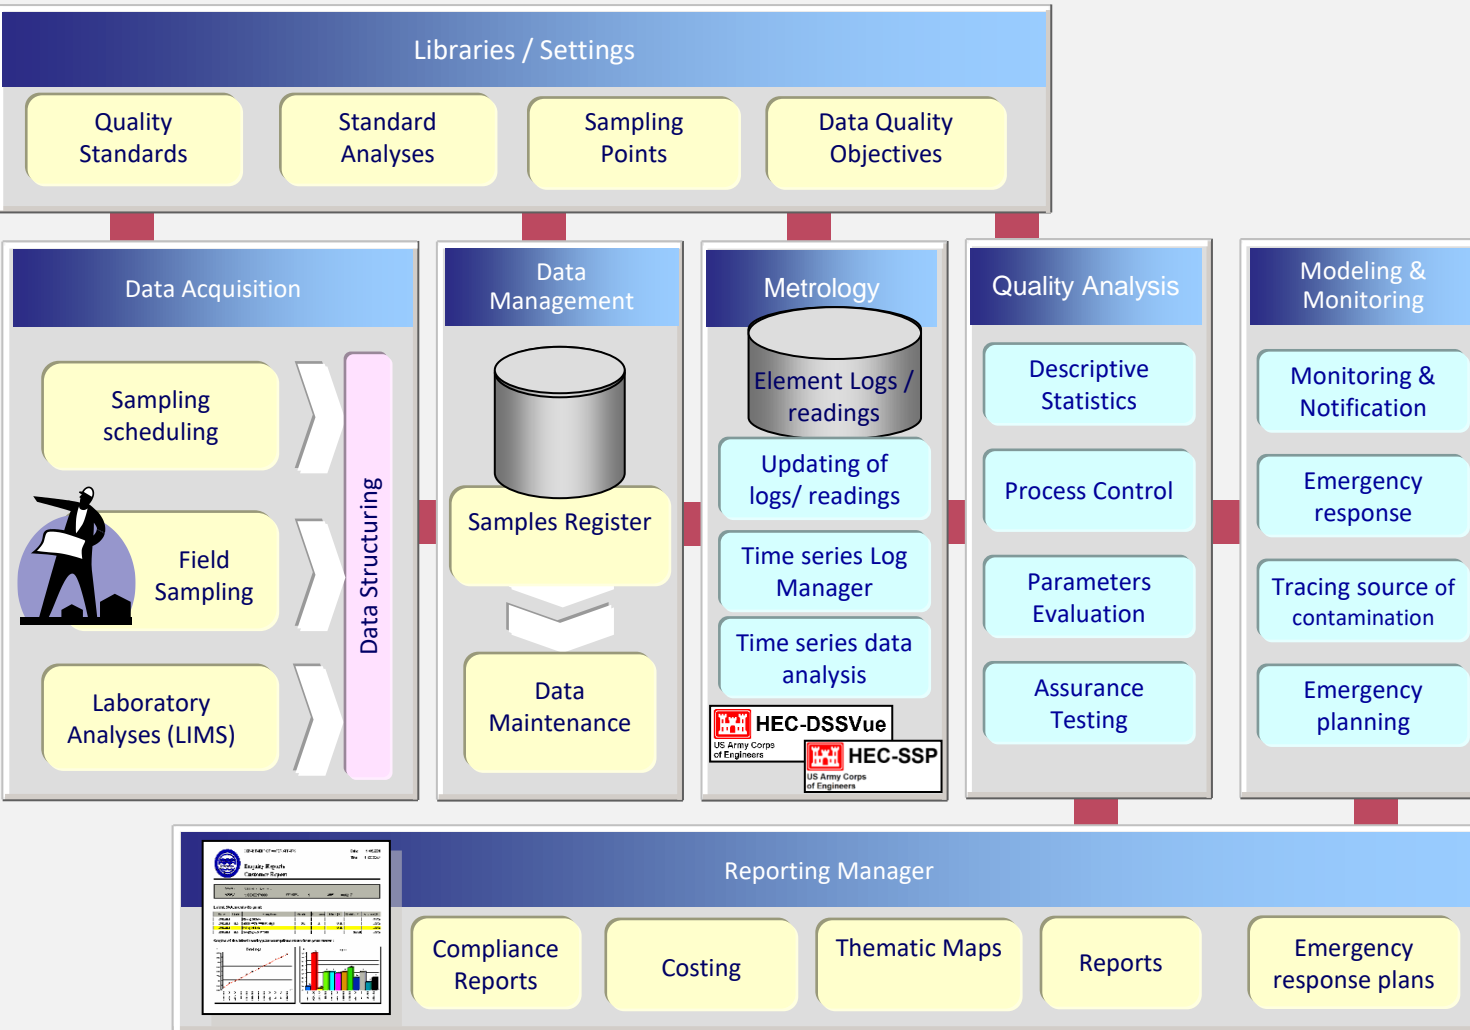 Libraries / Settings
Quality
Standards
Standard
Analyses
Sampling
Points
Data Quality
Objectives
Data Acquisition
Sampling
scheduling
Field
Sampling
Laboratory
Analyses (LIMS)
Data Structuring
Data
Management
Samples Register
Data
Maintenance
Metrology
Element Logs /
readings
Updating of
logs/ readings
Time series Log
Manager
Time series data
analysis
HEC-DSSVue
US Army Corps
of Engineers
HEC-SSP
US Army Corps
of Engineers
Quality Analysis
Descriptive
Statistics
Process Control
Parameters
Evaluation
Assurance
Testing
Modeling &
Monitoring
Monitoring &
Notification
Emergency
response
Tracing source of
contamination
Emergency
planning
Reporting Manager
Enquiry Reports
Customer Report
Compliance
Reports
Costing
Thematic Maps
Reports
Emergency
response plans